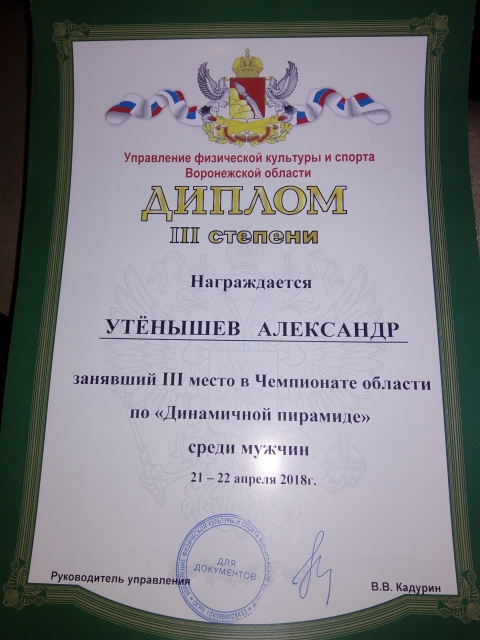 Управление физической культуры и спорта
Воронежской области
ДИПЛОМ
III степени
Награждается
УТЁНЫШЕВ АЛЕКСАНДР
занявший III место в Чемпионате области
по «Динамичной пирамиде»
среди мужчин
21 – 22 апреля 2018г.
ДЛЯ
ДОКУМЕНТОВ
Руководитель управления
В.В. Кадурин